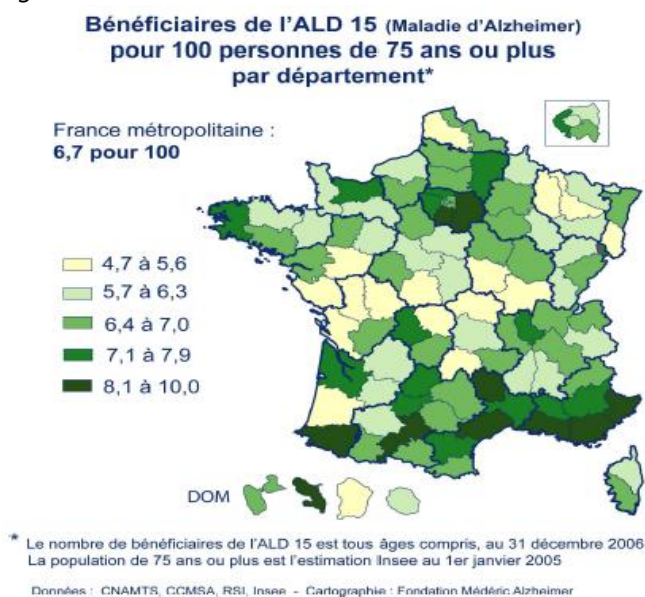 Bénéficiaires de l'ALD 15 (Maladie d'Alzheimer)
pour 100 personnes de 75 ans ou plus
par département*
France métropolitaine :
6,7 pour 100
4,7 à 5,6
5,7 à 6,3
6,4 à 7,0
7,1 à 7,9
8,1 à 10,0
DOM
* Le nombre de bénéficiaires de l'ALD 15 est tous âges compris, au 31 décembre 2006
La population de 75 ans ou plus est l'estimation Insee au 1er janvier 2005
Données : CNAMTS, CCMSA, RSI, Insee - Cartographie : Fondation Médéric Alzheimer